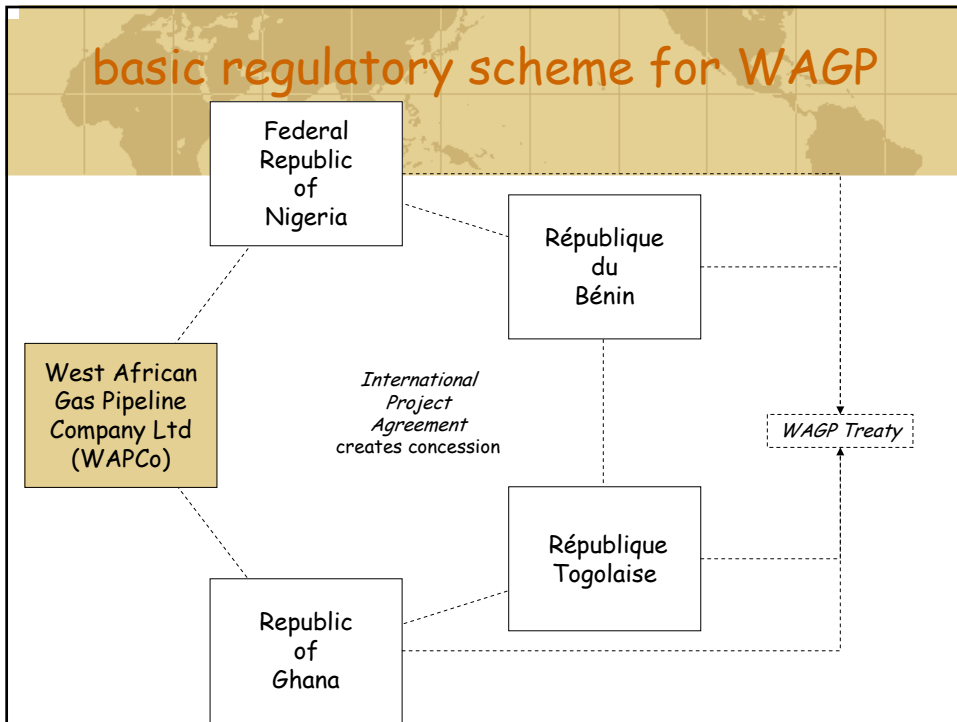 basic regulatory scheme for WAGP
Federal
Republic
of
Nigeria
République
du
Bénin
West African
Gas Pipeline
Company Ltd
(WAPCo)
International
Project
Agreement
creates concession
WAGP Treaty
République
Togolaise
Republic
of
Ghana